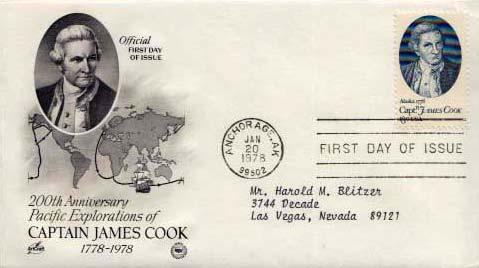 Official
FIRST DAY
OF ISSUE
200th Anniversary
Pacific Explorations of
CAPTAIN JAMES COOK
1778-1978
Alaska 1778
Capt. JAMES COOK
ANCHORAGE, AK
JAN
20
1978
99502
FIRST DAY OF ISSUE
Mr. Harold M. Blitzer
3744 Decade
Las Vegas, Nevada 89121